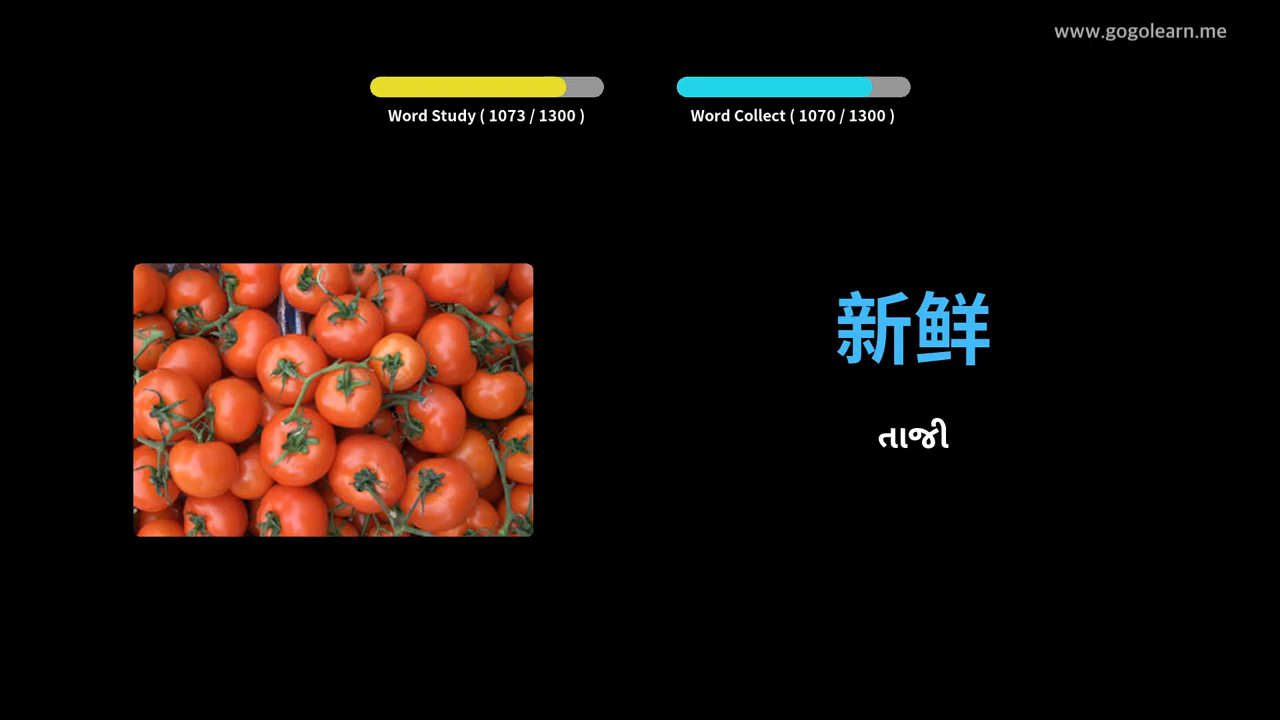 www.gogolearn.me
Word Study ( 1073 / 1300 )
Word Collect ( 1070 / 1300 )
新鲜
તાજી